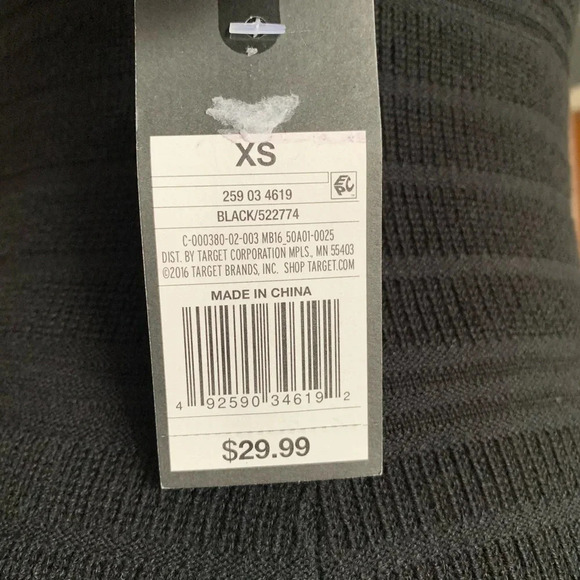 XS
259 03 4619
EPC
BLACK/522774
C-000380-02-003 MB16_50A01-0025
DIST. BY TARGET CORPORATION MPLS., MN 55403
©2016 TARGET BRANDS, INC. SHOP TARGET.COM
MADE IN CHINA
4 92590 34619 2
$29.99